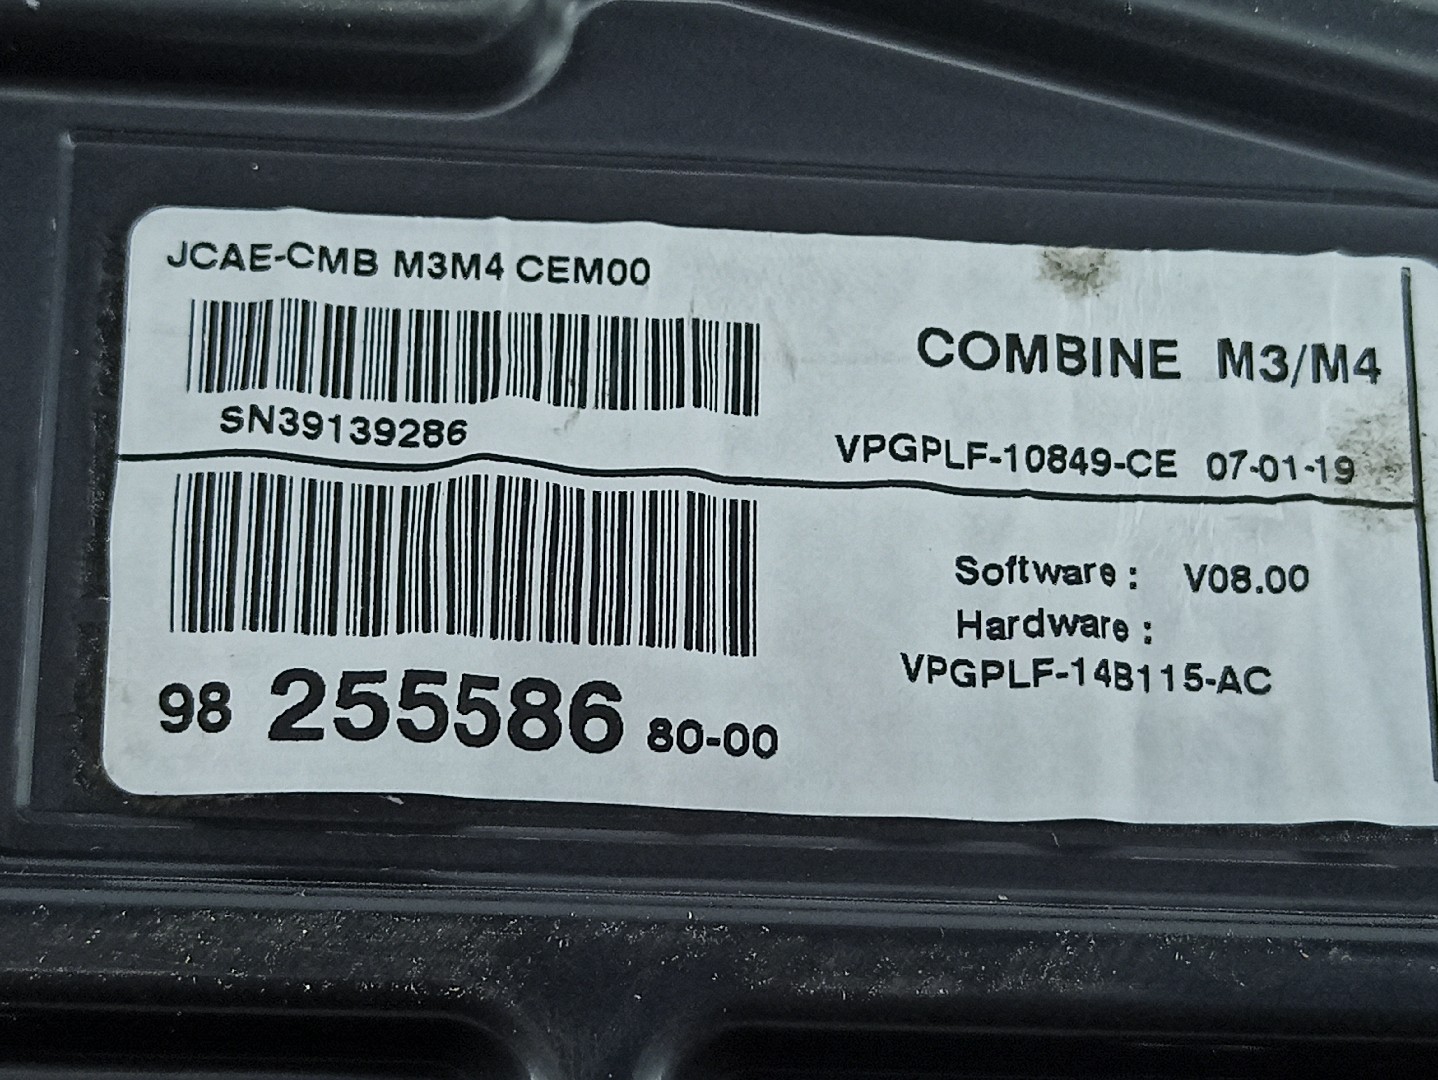 JCAE-CMB M3M4 CEM00
SN39139286
COMBINE M3/M4
VPGPLF-10849-CE 07-01-19
98 255586 80-00
Software : V08.00
Hardware :
VPGPLF-14B115-AC